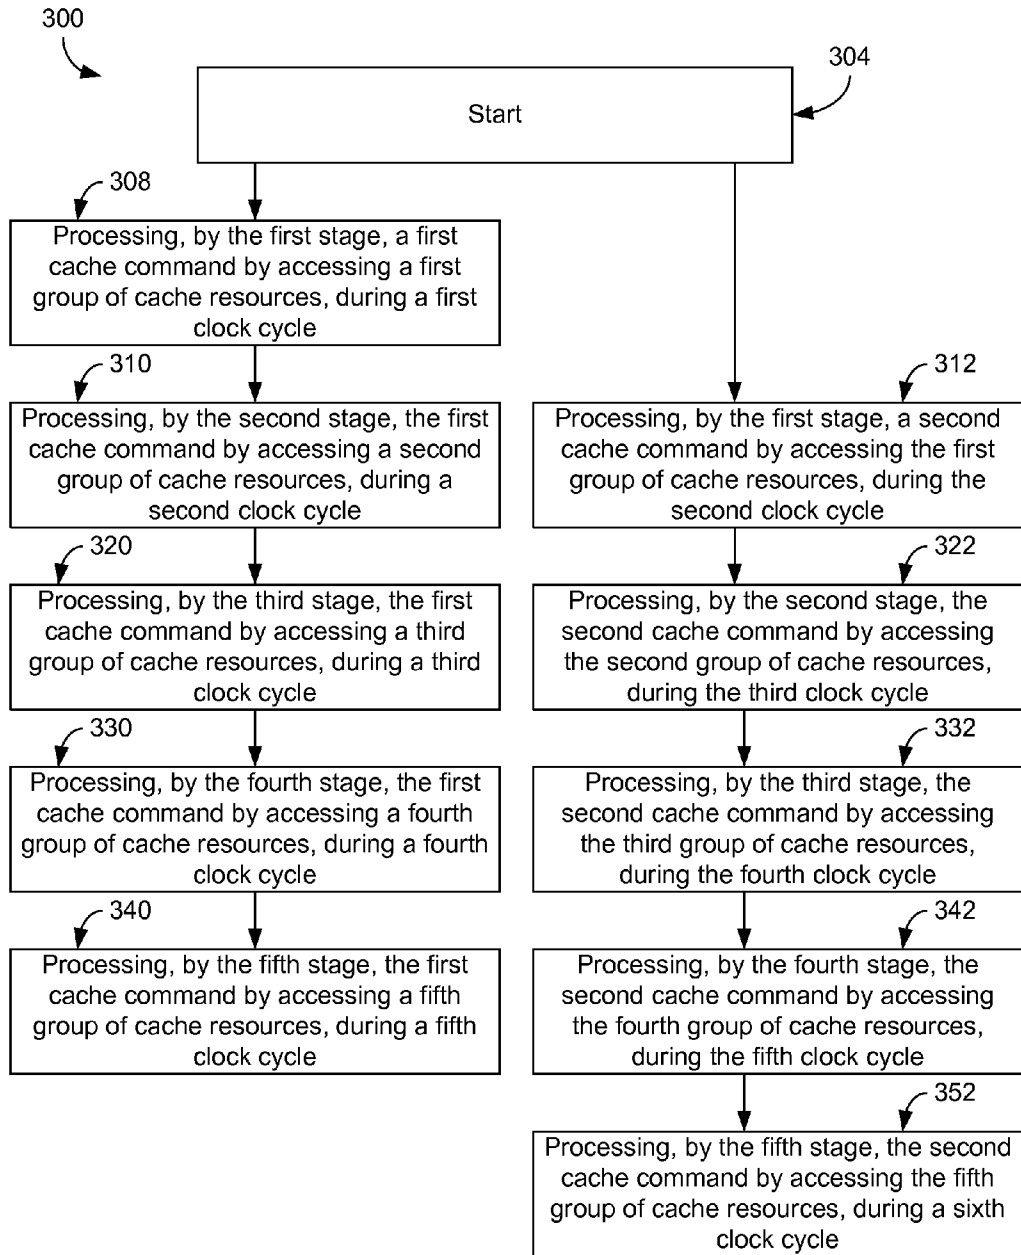 300
304
Start
308
Processing, by the first stage, a first
cache command by accessing a first
group of cache resources, during a first
clock cycle
310
Processing, by the second stage, the first
cache command by accessing a second
group of cache resources, during a
second clock cycle
312
Processing, by the first stage, a second
cache command by accessing the first
group of cache resources, during the
second clock cycle
320
Processing, by the third stage, the first
cache command by accessing a third
group of cache resources, during a third
clock cycle
322
Processing, by the second stage, the
second cache command by accessing
the second group of cache resources,
during the third clock cycle
330
Processing, by the fourth stage, the first
cache command by accessing a fourth
group of cache resources, during a fourth
clock cycle
332
Processing, by the third stage, the
second cache command by accessing
the third group of cache resources,
during the fourth clock cycle
340
Processing, by the fifth stage, the first
cache command by accessing a fifth
group of cache resources, during a fifth
clock cycle
342
Processing, by the fourth stage, the
second cache command by accessing
the fourth group of cache resources,
during the fifth clock cycle
352
Processing, by the fifth stage, the second
cache command by accessing the fifth
group of cache resources, during a sixth
clock cycle